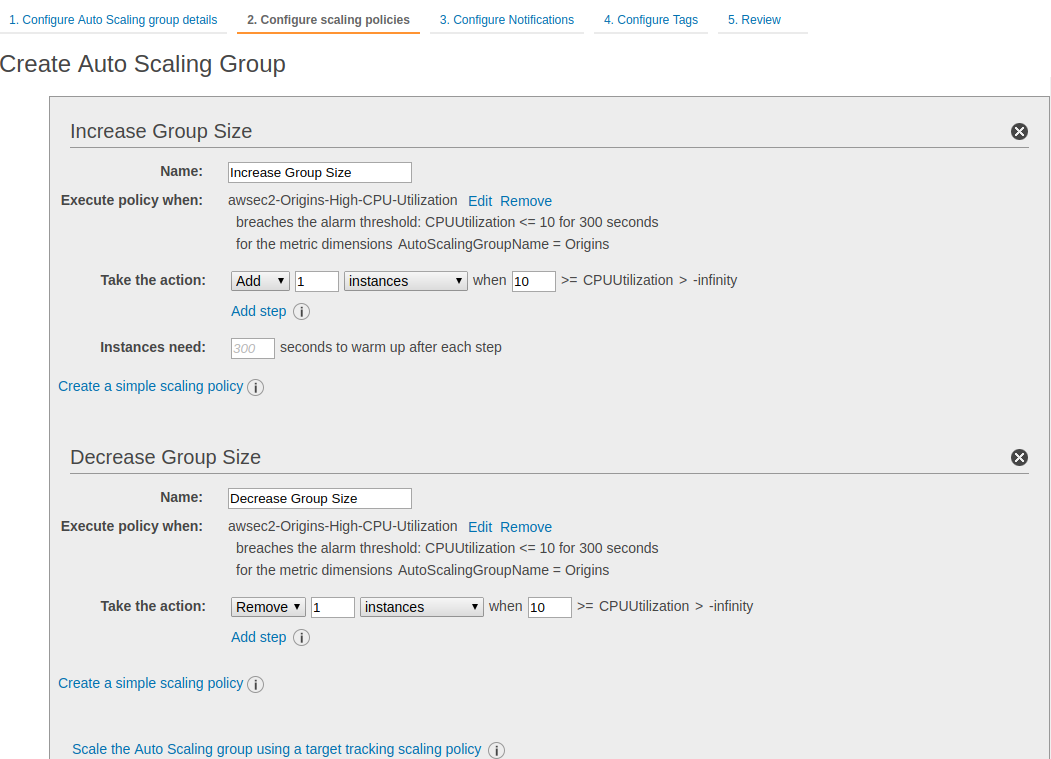 1. Configure Auto Scaling group details 2. Configure scaling policies 3. Configure Notifications 4. Configure Tags 5. Review
Create Auto Scaling Group
Increase Group Size
Name: Increase Group Size
Execute policy when: awsec2-Origins-High-CPU-Utilization Edit Remove
breaches the alarm threshold: CPUUtilization <= 10 for 300 seconds
for the metric dimensions AutoScalingGroupName = Origins
Take the action: Add 1 instances when 10 >= CPUUtilization > -infinity
Add step i
Instances need: 300 seconds to warm up after each step
Create a simple scaling policy i
Decrease Group Size
Name: Decrease Group Size
Execute policy when: awsec2-Origins-High-CPU-Utilization Edit Remove
breaches the alarm threshold: CPUUtilization <= 10 for 300 seconds
for the metric dimensions AutoScalingGroupName = Origins
Take the action: Remove 1 instances when 10 >= CPUUtilization > -infinity
Add step i
Create a simple scaling policy i
Scale the Auto Scaling group using a target tracking scaling policy i